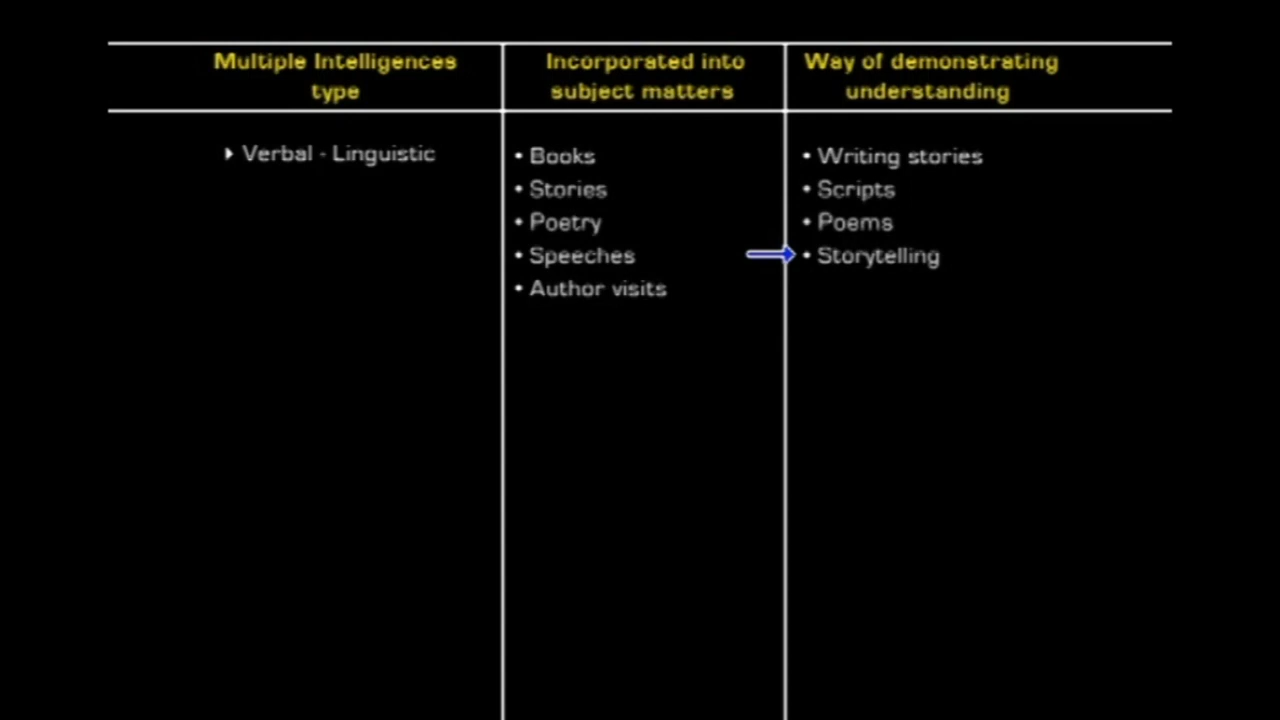 Multiple Intelligences
type
Incorporated into
subject matters
Way of demonstrating
understanding
Verbal - Linguistic
• Books
• Stories
• Poetry
• Speeches
• Author visits
• Writing stories
• Scripts
• Poems
• Storytelling